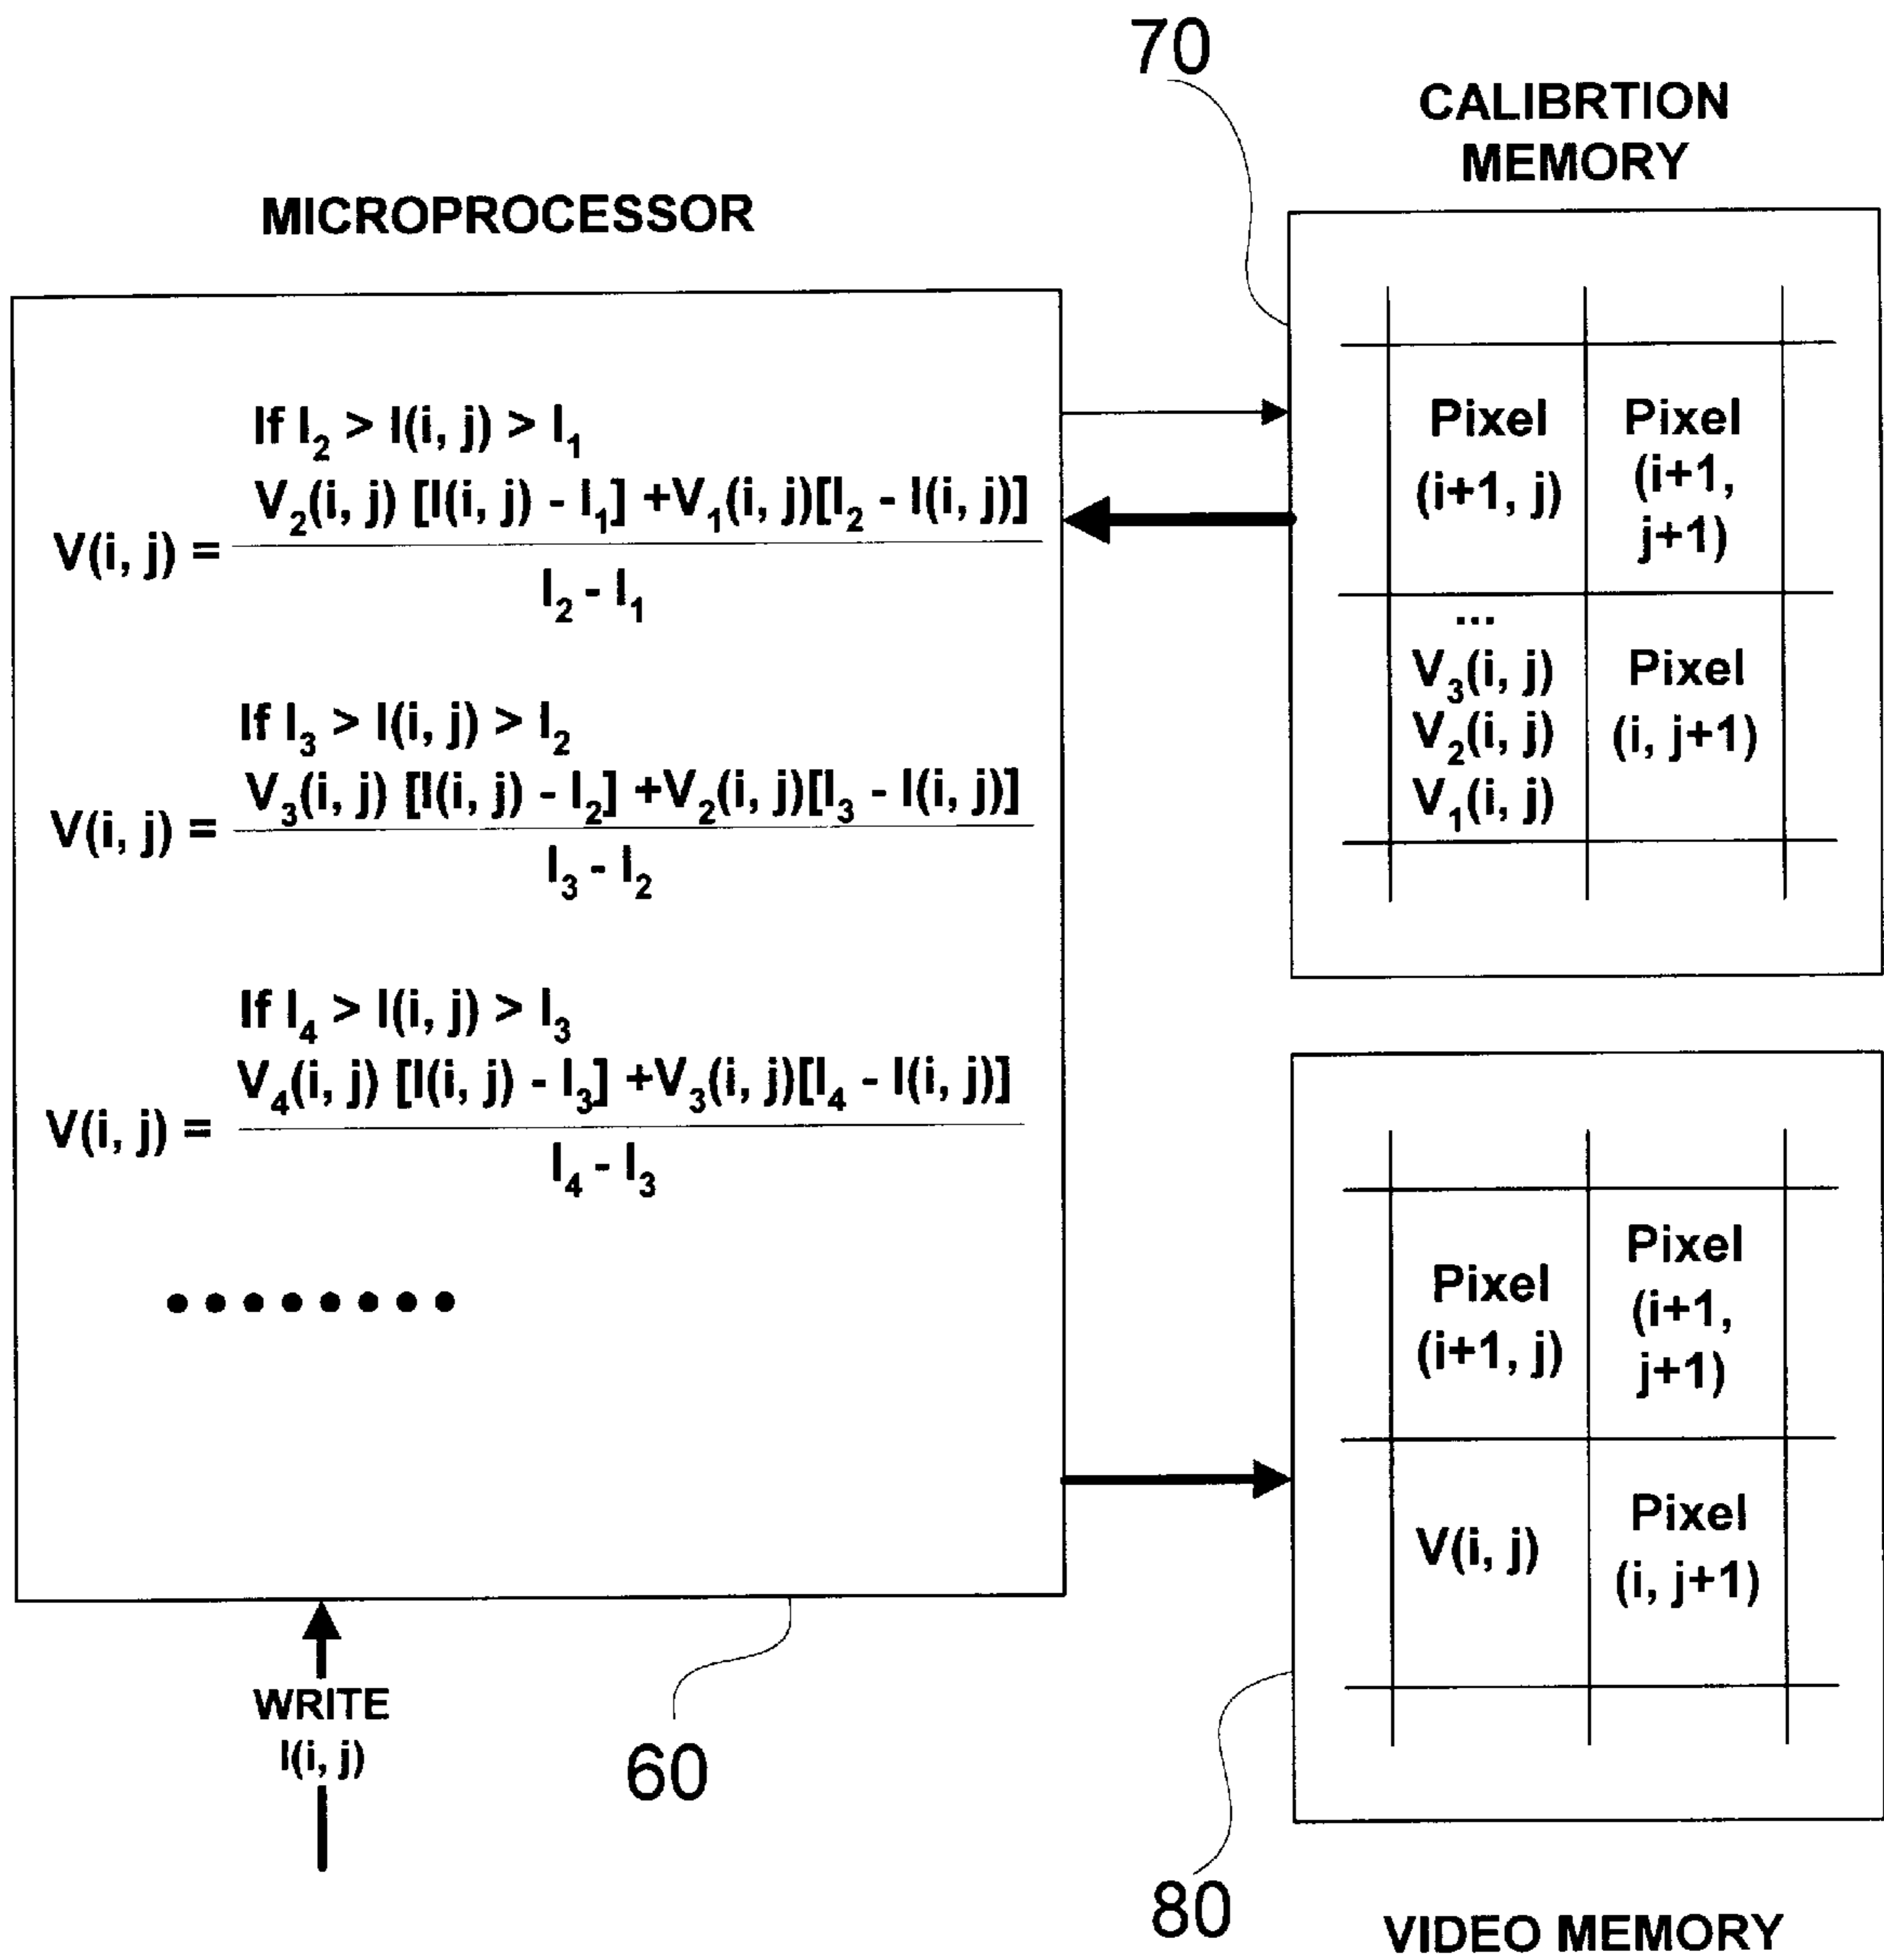 70
CALIBRTION
MEMORY
MICROPROCESSOR
If I₂ > I(i, j) > I₁
V₂(i, j) [I(i, j) - I₁] +V₁(i, j)[I₂ - I(i, j)]
V(i, j) =
I₂ - I₁
If I₃ > I(i, j) > I₂
V₃(i, j) [I(i, j) - I₂] +V₂(i, j)[I₃ - I(i, j)]
V(i, j) =
I₃ - I₂
If I₄ > I(i, j) > I₃
V₄(i, j) [I(i, j) - I₃] +V₃(i, j)[I₄ - I(i, j)]
V(i, j) =
I₄ - I₃
••••••••
WRITE
I(i, j)
60
Pixel
(i+1, j)
Pixel
(i+1,
j+1)
...
V₃(i, j)
V₂(i, j)
V₁(i, j)
Pixel
(i, j+1)
Pixel
(i+1, j)
Pixel
(i+1,
j+1)
V(i, j)
Pixel
(i, j+1)
80
VIDEO MEMORY